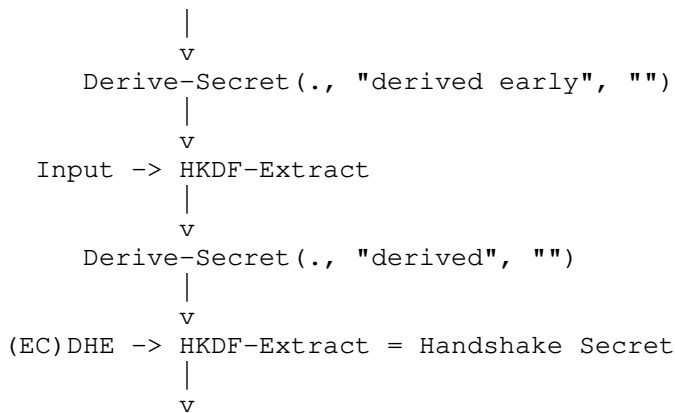 |
v
Derive-Secret(., "derived early", "")
|
v
Input -> HKDF-Extract
|
v
Derive-Secret(., "derived", "")
|
v
(EC)DHE -> HKDF-Extract = Handshake Secret
|
v